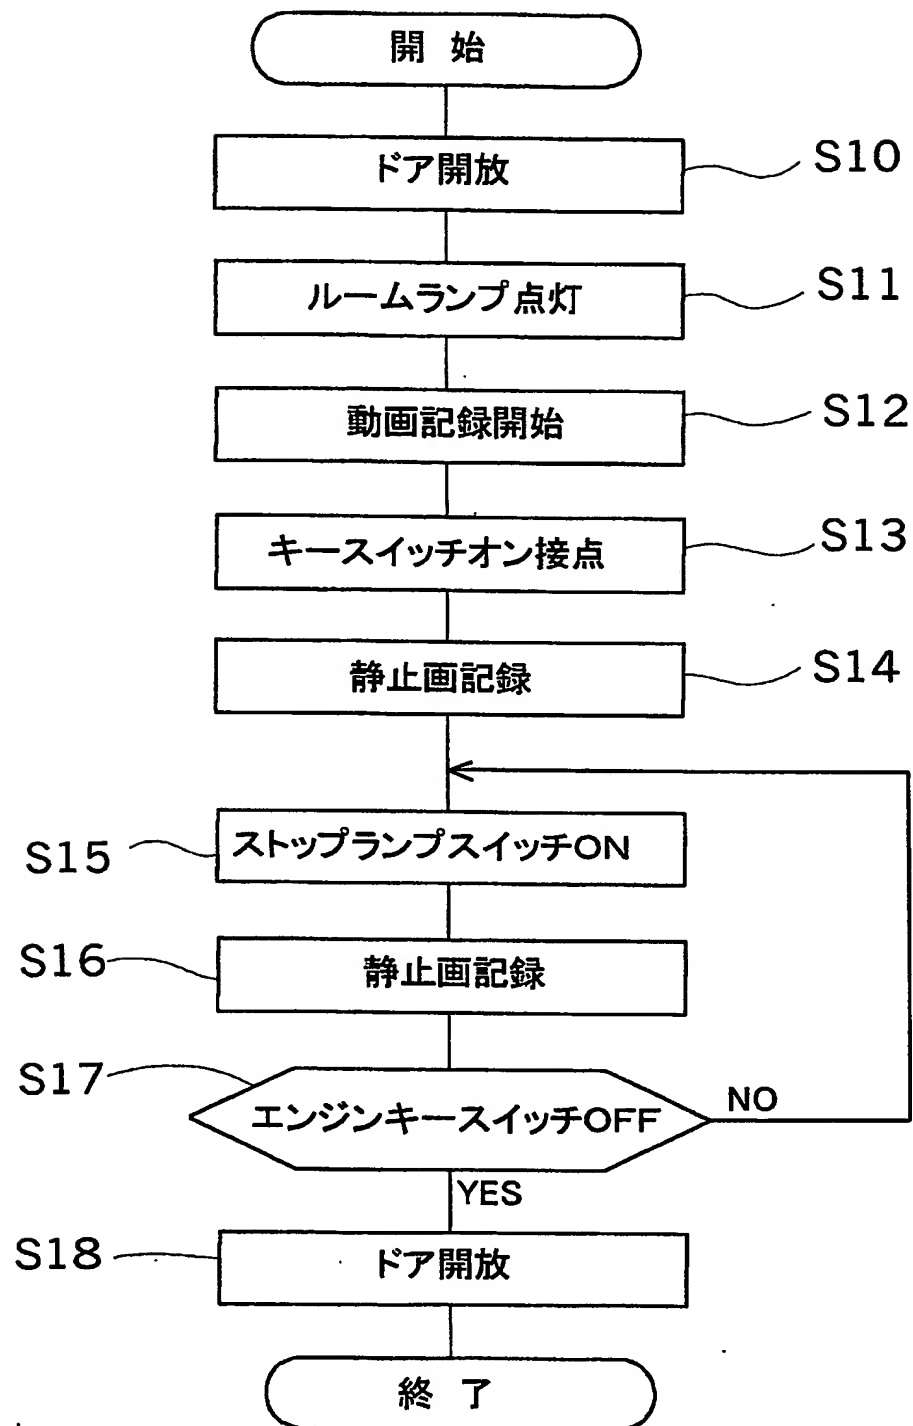 開始
ドア開放 S10
ルームランプ点灯 S11
動画記録開始 S12
キースイッチオン接点 S13
静止画記録 S14
S15 ストップランプスイッチON
S16 静止画記録
S17 エンジンキースイッチOFF NO
YES
S18 ドア開放
終了